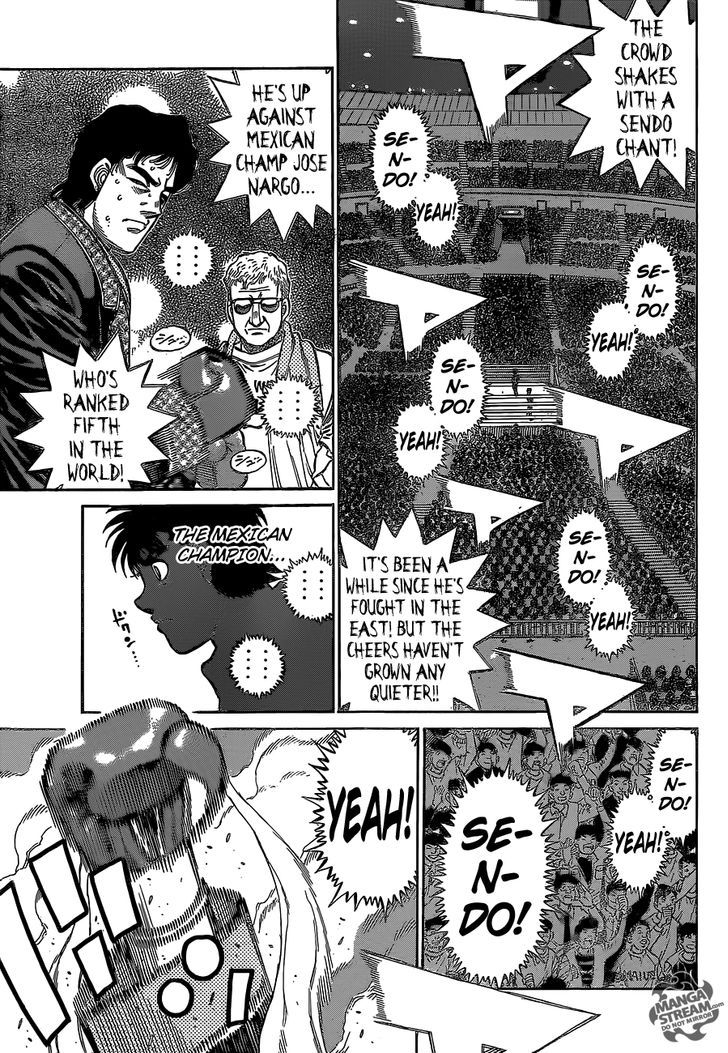 THE
CROWD
SHAKES
WITH A
SENDO
CHANT!
SE-
N-
DO!
YEAH!
SE-
N-
DO!
YEAH!
SE-
N-
DO!
YEAH!
SE-
N-
DO!
YEAH!
IT'S BEEN A
WHILE SINCE HE'S
FOUGHT IN THE
EAST! BUT THE
CHEERS HAVEN'T
GROWN ANY
QUIETER!!
HE'S UP
AGAINST
MEXICAN
CHAMP JOSE
NARGO...
WHO'S
RANKED
FIFTH
IN THE
WORLD!
THE MEXICAN
CHAMPION...
ドクン…
SE-
N-
DO!
YEAH!
SE-
N-
DO!
YEAH!
MANGA
STREAM.com
DO NOT MIRROR